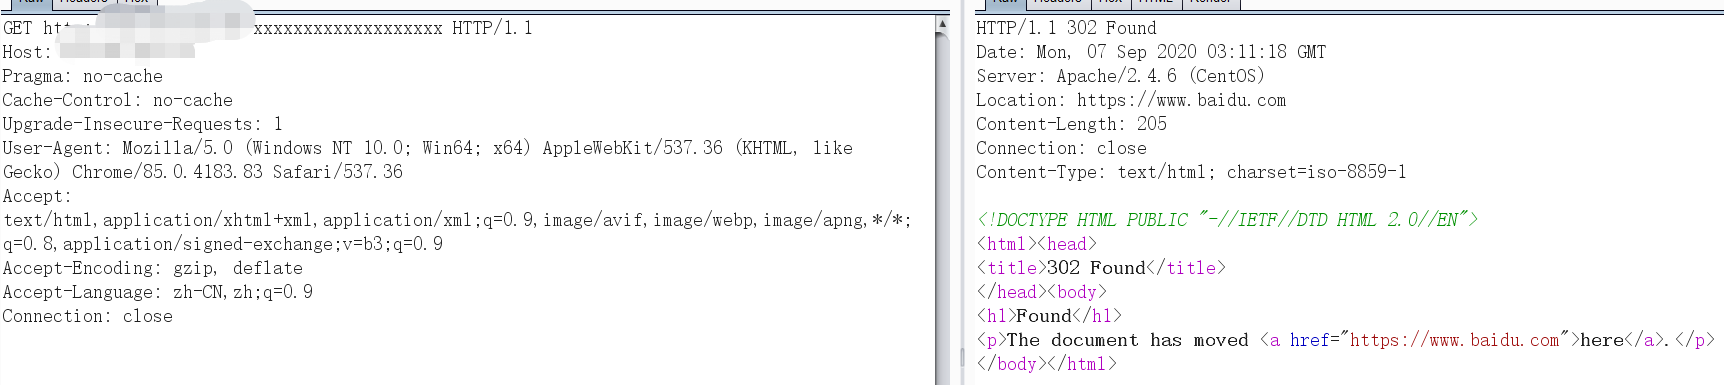 GET
xxxxxxxxxxxxxxxxxxx HTTP/1.1
Host:
Pragma: no-cache
Cache-Control: no-cache
Upgrade-Insecure-Requests: 1
User-Agent: Mozilla/5.0 (Windows NT 10.0; Win64; x64) AppleWebKit/537.36 (KHTML, like
Gecko) Chrome/85.0.4183.83 Safari/537.36
Accept:
text/html,application/xhtml+xml,application/xml;q=0.9,image/avif,image/webp,image/apng,*/*;
q=0.8,application/signed-exchange;v=b3;q=0.9
Accept-Encoding: gzip, deflate
Accept-Language: zh-CN,zh;q=0.9
Connection: close
HTTP/1.1 302 Found
Date: Mon, 07 Sep 2020 03:11:18 GMT
Server: Apache/2.4.6 (CentOS)
Location: https://www.baidu.com
Content-Length: 205
Connection: close
Content-Type: text/html; charset=iso-8859-1
<!DOCTYPE HTML PUBLIC "-//IETF//DTD HTML 2.0//EN">
<html><head>
<title>302 Found</title>
</head><body>
<h1>Found</h1>
<p>The document has moved <a href="https://www.baidu.com">here</a>.</p>
</body></html>